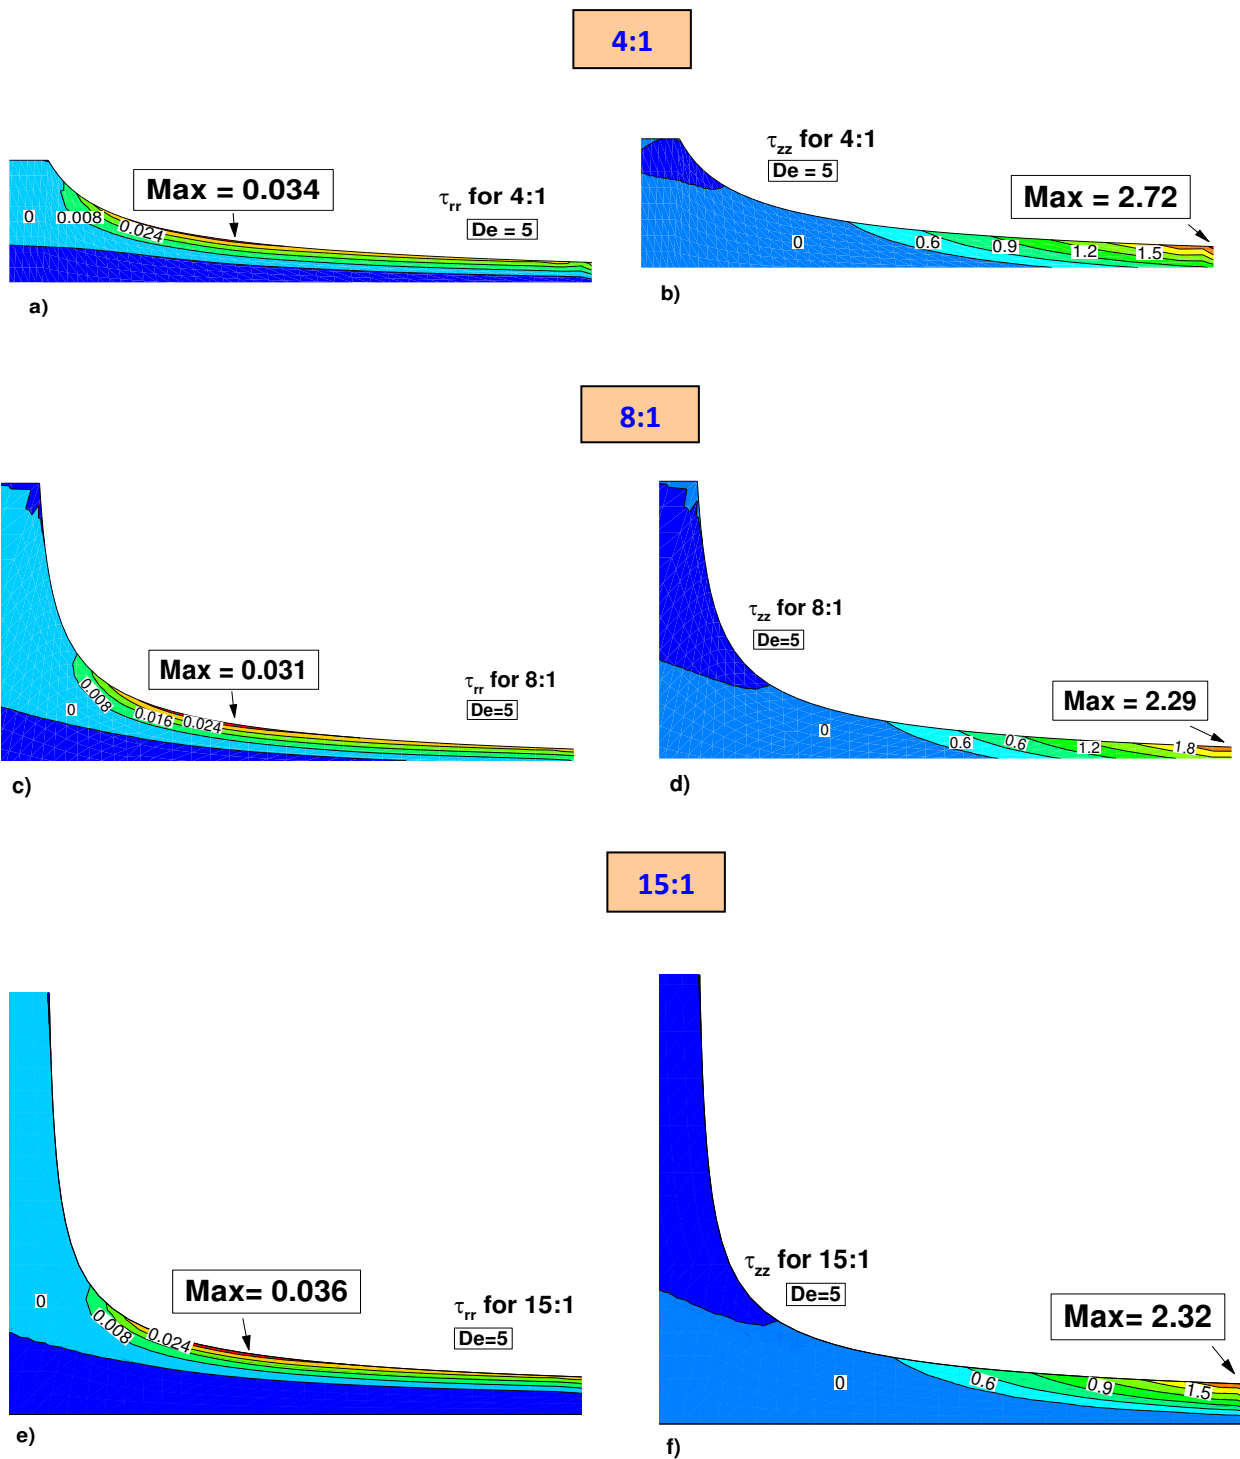 4:1
τrr for 4:1
De = 5
Max = 0.034
0
0.008
0.024
a)
τzz for 4:1
De = 5
Max = 2.72
0
0.6
0.9
1.2
1.5
b)
8:1
τrr for 8:1
De=5
Max = 0.031
0
0.008
0.016
0.024
c)
τzz for 8:1
De=5
Max = 2.29
0
0.6
0.6
1.2
1.8
d)
15:1
τrr for 15:1
De=5
Max= 0.036
0
0.008
0.024
e)
τzz for 15:1
De=5
Max= 2.32
0
0.6
0.9
1.5
f)